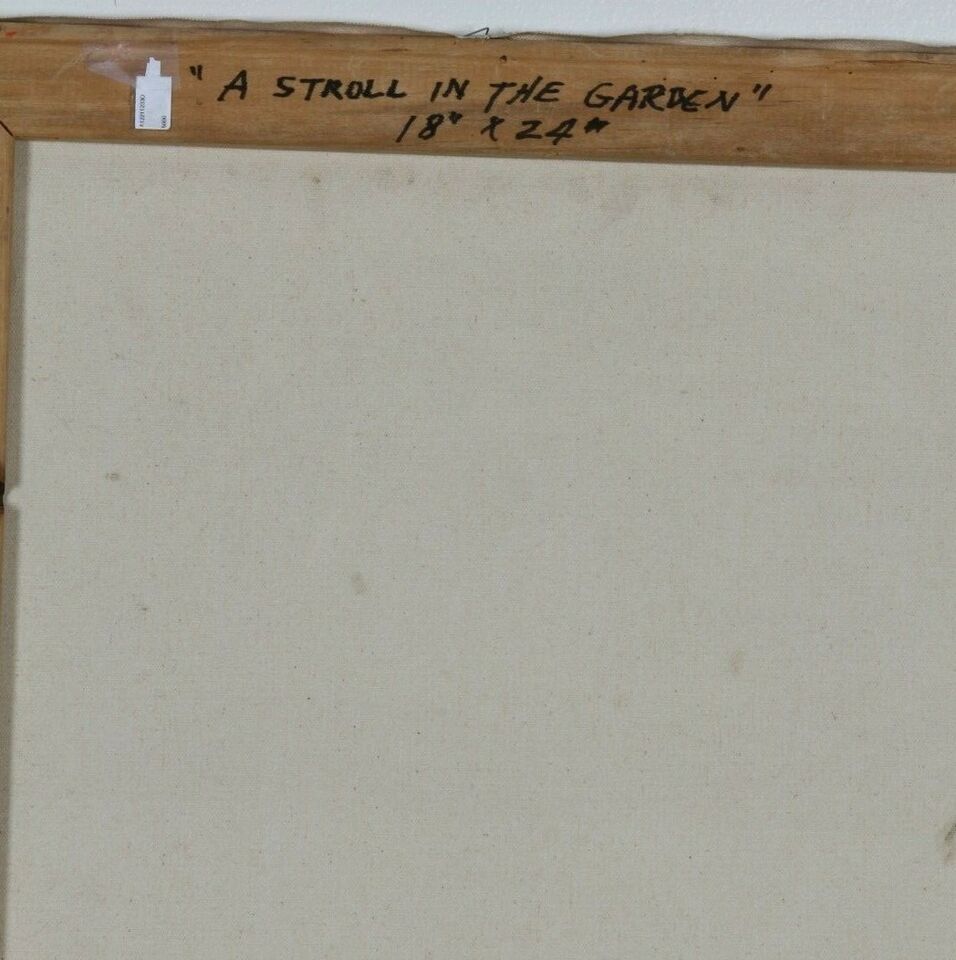 "A STROLL IN THE GARDEN"
18" X 24"